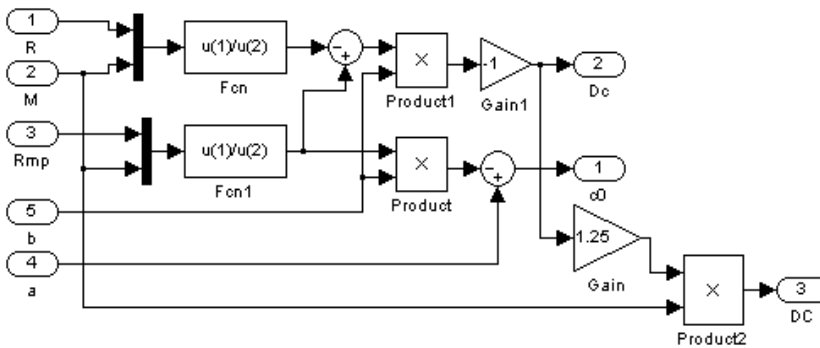 1
R
2
M
3
Rmp
5
b
4
a
u(1)/u(2)
Fcn
u(1)/u(2)
Fcn1
-
+
×
Product1
-1
Gain1
2
Dc
×
Product
-
+
1
c0
1.25
Gain
×
Product2
3
DC